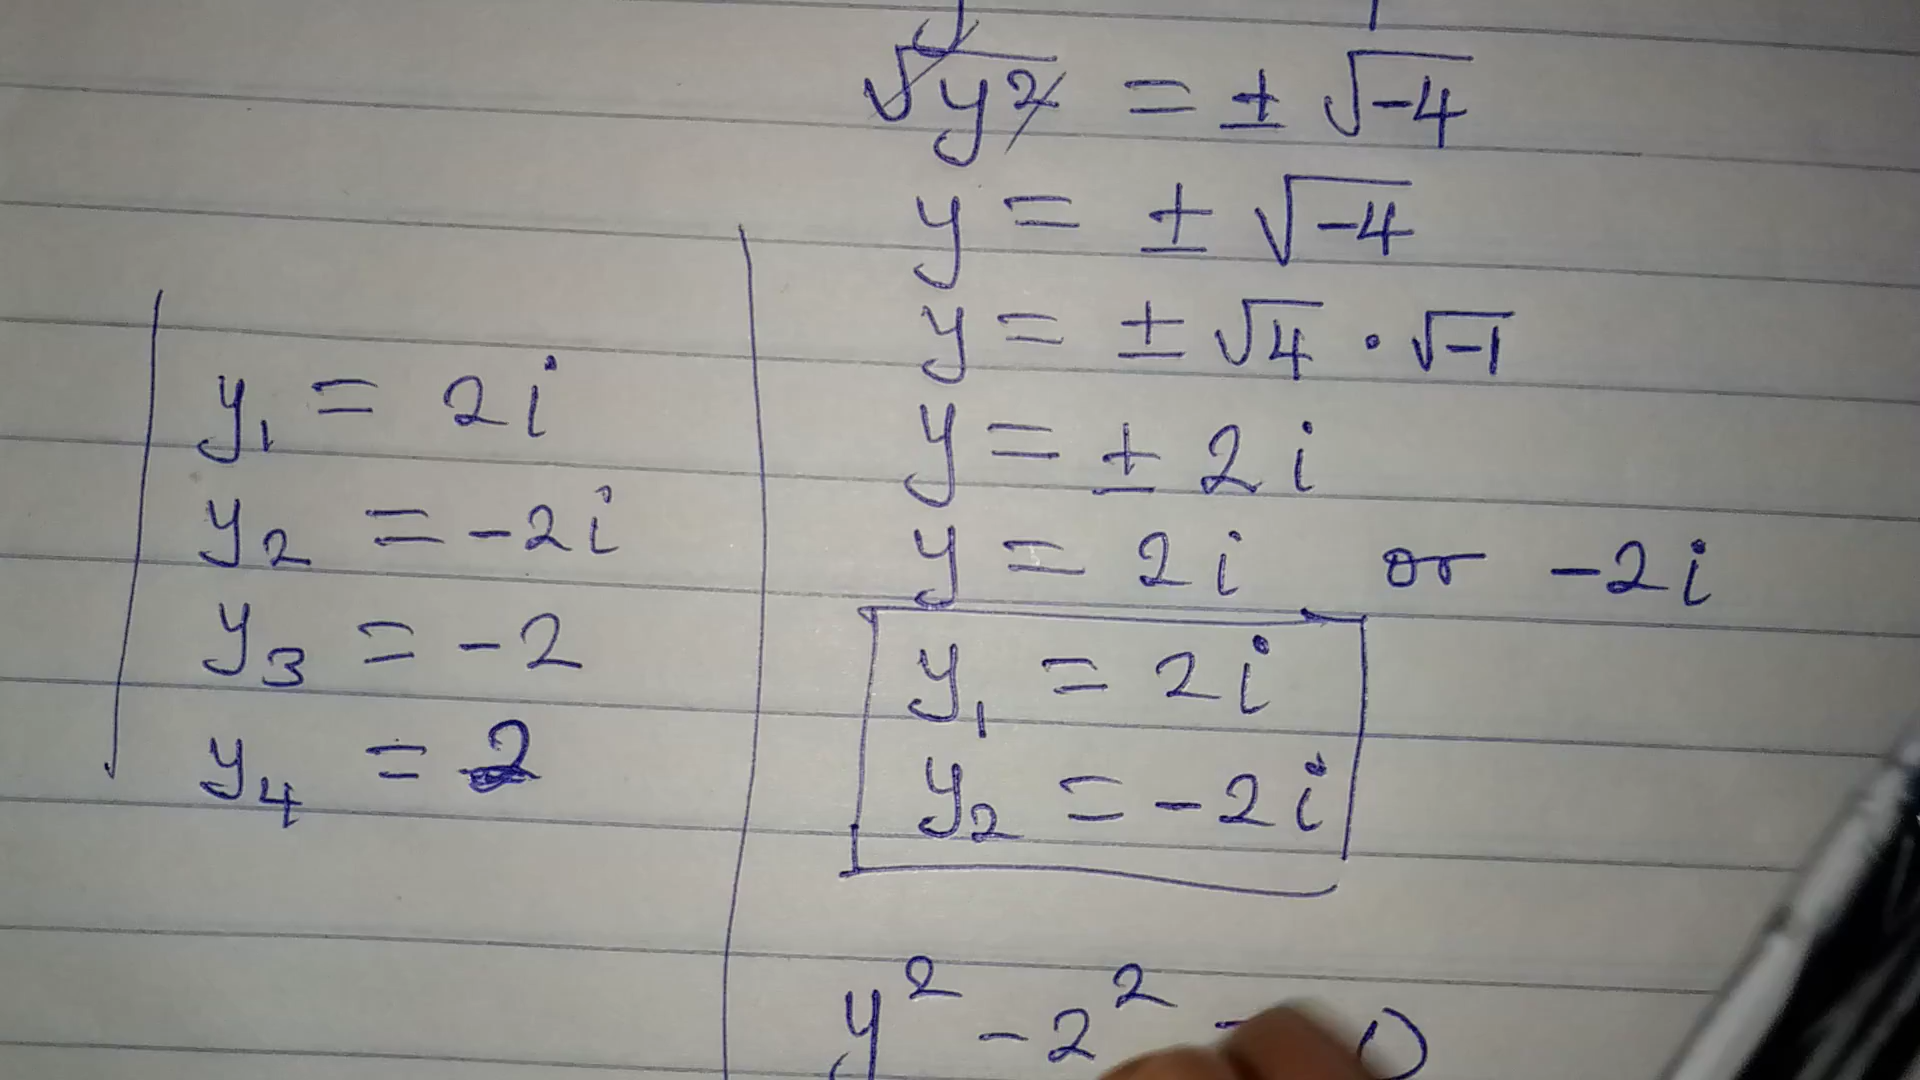 √y² = ± √-4
y = ± √-4
y = ± √4 · √-1
y = ± 2i
y = 2i or -2i
y₁ = 2i
y₂ = -2i
y² - 2² = 0
y₁ = 2i
y₂ = -2i
y₃ = -2
y₄ = 2